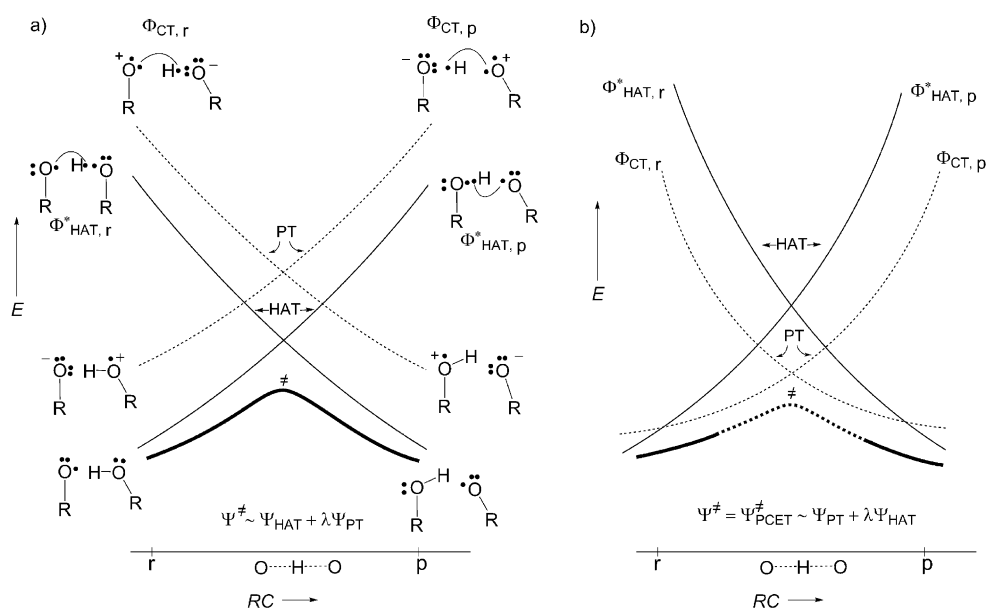 a)
Φ_CT, r
+ O H O −
R R
Φ_CT, p
− O H O +
R R
O H O
R R
Φ*_HAT, r
O H O
R R
Φ*_HAT, p
PT
HAT
E
− O H–O +
R R
+ O H O −
R R
≠
O H–O
R R
O H O
R R
Ψ^≠ ~ Ψ_HAT + λΨ_PT
r O---H---O p
RC →
b)
Φ*_HAT, r
Φ*_HAT, p
Φ_CT, r
Φ_CT, p
HAT
E
PT
≠
Ψ^≠ = Ψ^≠_PCET ~ Ψ_PT + λΨ_HAT
r O---H---O p
RC →